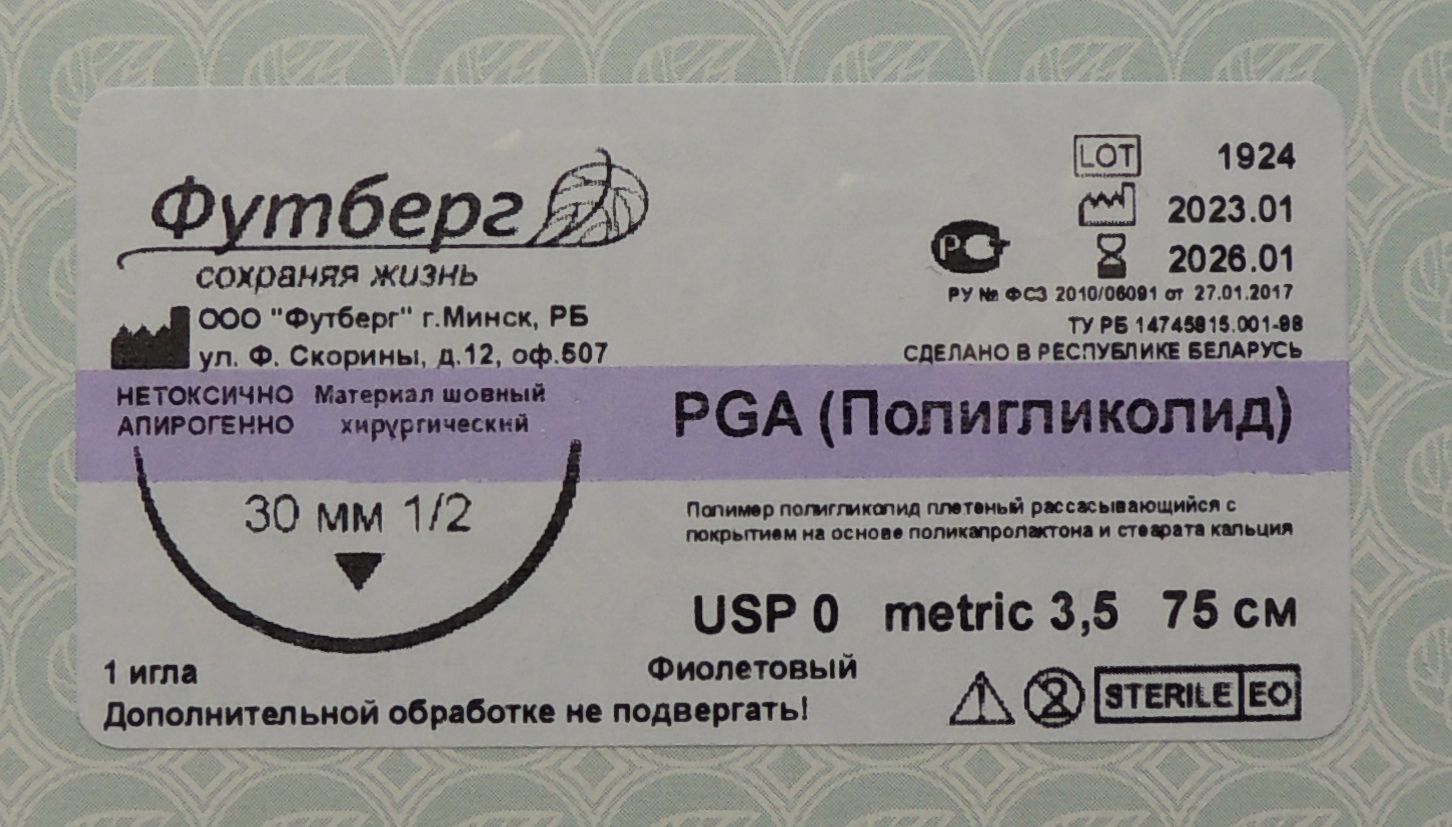 Футберг
сохраняя жизнь
ООО "Футберг" г.Минск, РБ
ул. Ф. Скорины, д.12, оф.507
LOT 1924
2023.01
2026.01
РУ № ФСЗ 2010/06091 от 27.01.2017
ТУ РБ 14745815.001-98
СДЕЛАНО В РЕСПУБЛИКЕ БЕЛАРУСЬ
НЕТОКСИЧНО Материал шовный
АПИРОГЕННО хирургический
PGA (Полигликолид)
30 мм 1/2
Полимер полигликолид плетеный рассасывающийся с
покрытием на основе поликапролактона и стеарата кальция
USP 0 metric 3,5 75 см
1 игла
Фиолетовый
Дополнительной обработке не подвергать!
2
STERILE EO